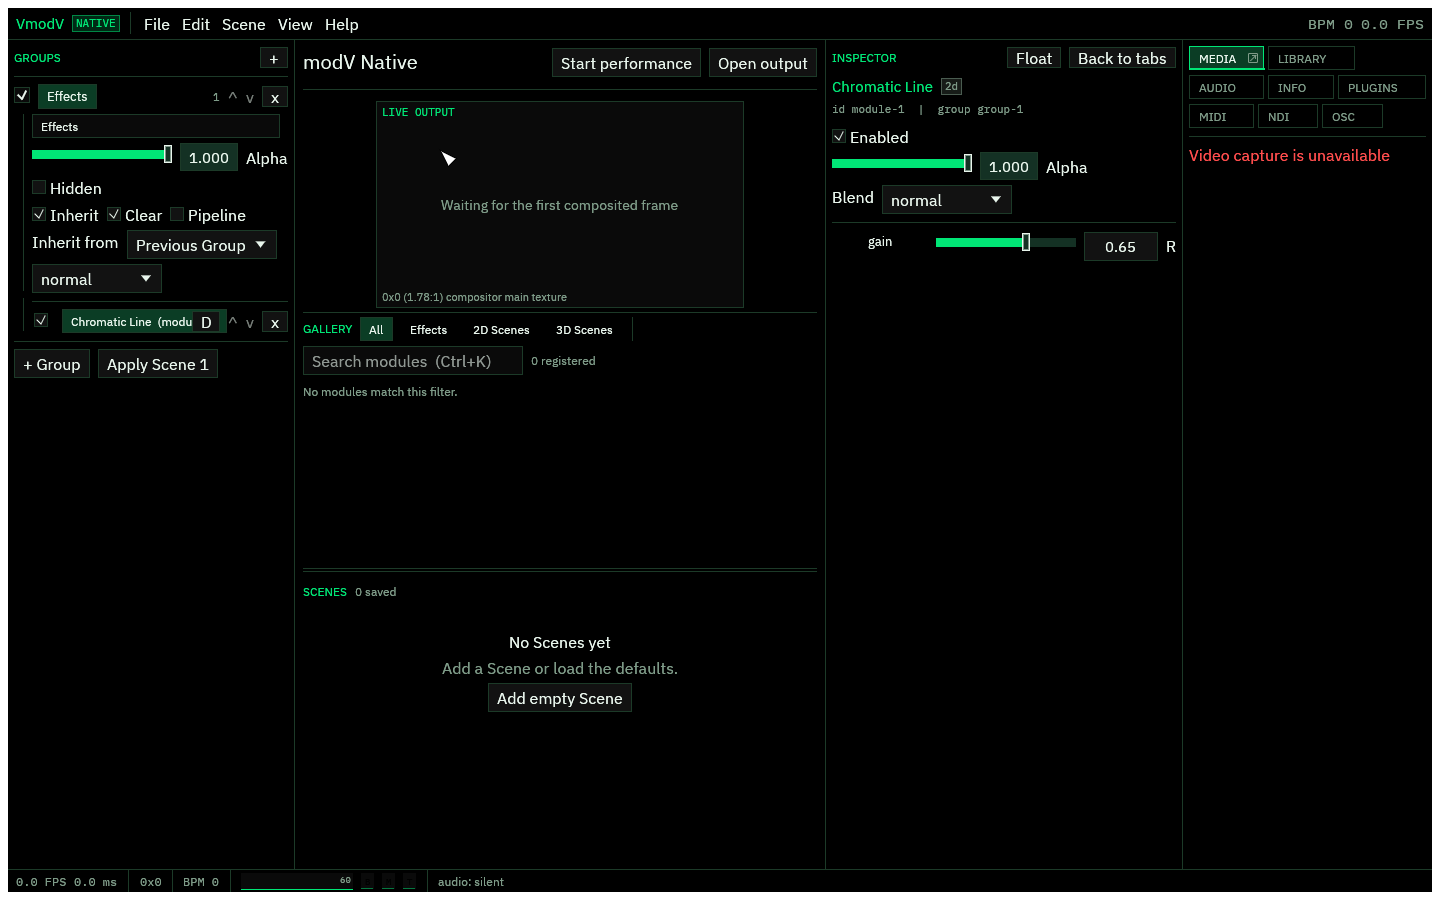 VmodV NATIVE File Edit Scene View Help BPM 0 0.0 FPS
GROUPS +
Effects 1 ^ v x
Effects
1.000 Alpha
Hidden
Inherit Clear Pipeline
Inherit from Previous Group
normal
Chromatic Line (modu D ^ v x
+ Group Apply Scene 1
modV Native Start performance Open output
LIVE OUTPUT
Waiting for the first composited frame
0x0 (1.78:1) compositor main texture
GALLERY All Effects 2D Scenes 3D Scenes
Search modules (Ctrl+K) 0 registered
No modules match this filter.
SCENES 0 saved
No Scenes yet
Add a Scene or load the defaults.
Add empty Scene
INSPECTOR Float Back to tabs
Chromatic Line 2d
id module-1 | group group-1
Enabled
1.000 Alpha
Blend normal
gain 0.65 R
MEDIA LIBRARY
AUDIO INFO PLUGINS
MIDI NDI OSC
Video capture is unavailable
0.0 FPS 0.0 ms 0x0 BPM 0 60 audio: silent